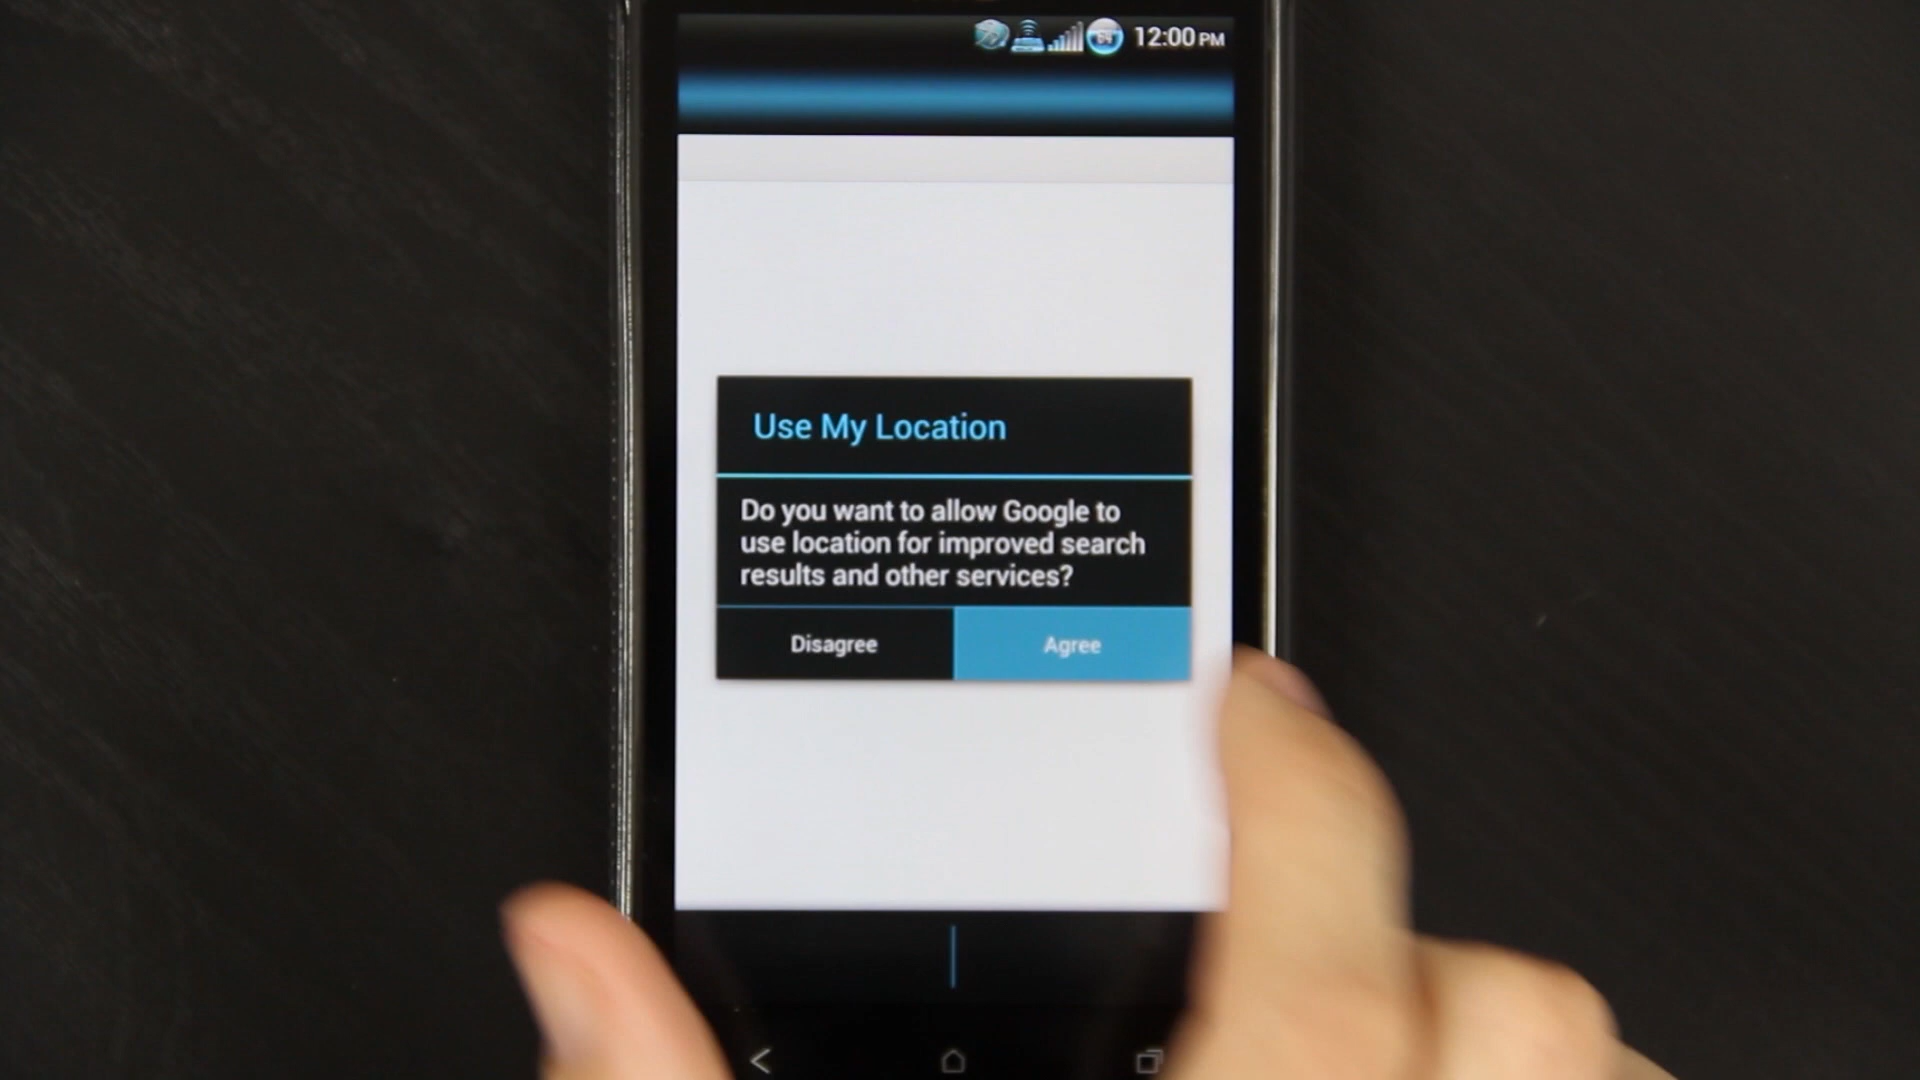 64 12:00 PM
Use My Location
Do you want to allow Google to
use location for improved search
results and other services?
Disagree Agree